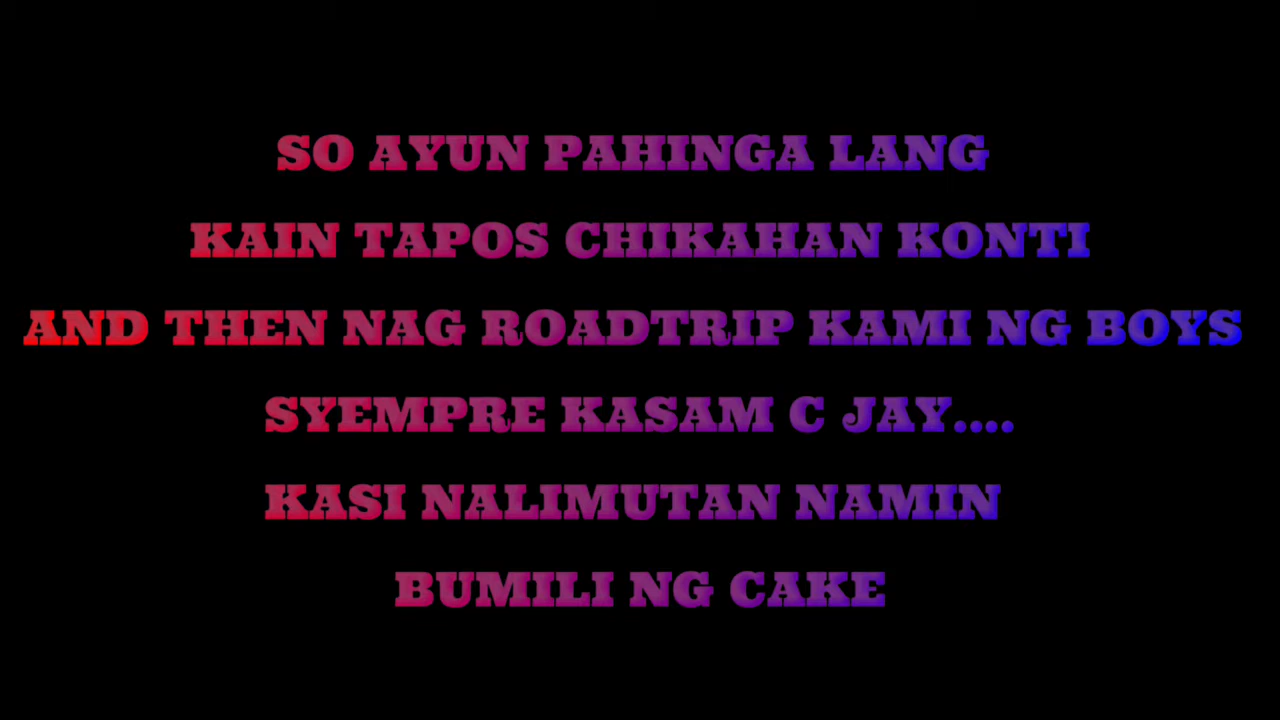 SO AYUN PAHINGA LANG
KAIN TAPOS CHIKAHAN KONTI
AND THEN NAG ROADTRIP KAMI NG BOYS
SYEMPRE KASAM C JAY....
KASI NALIMUTAN NAMIN
BUMILI NG CAKE